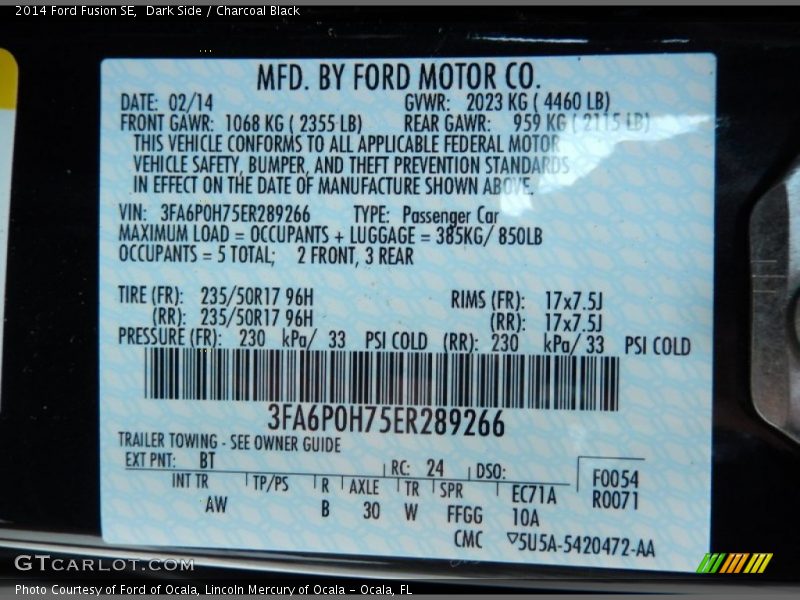 2014 Ford Fusion SE,  Dark Side / Charcoal Black
MFD. BY FORD MOTOR CO.
DATE: 02/14 GVWR: 2023 KG ( 4460 LB)
FRONT GAWR: 1068 KG ( 2355 LB) REAR GAWR: 959 KG ( 2115 LB)
THIS VEHICLE CONFORMS TO ALL APPLICABLE FEDERAL MOTOR
VEHICLE SAFETY, BUMPER, AND THEFT PREVENTION STANDARDS
IN EFFECT ON THE DATE OF MANUFACTURE SHOWN ABOVE.
VIN: 3FA6P0H75ER289266 TYPE: Passenger Car
MAXIMUM LOAD = OCCUPANTS + LUGGAGE = 385KG/ 850LB
OCCUPANTS = 5 TOTAL; 2 FRONT, 3 REAR
TIRE (FR): 235/50R17 96H RIMS (FR): 17x7.5J
(RR): 235/50R17 96H (RR): 17x7.5J
PRESSURE (FR): 230 kPa/ 33 PSI COLD (RR): 230 kPa/ 33 PSI COLD
3FA6P0H75ER289266
TRAILER TOWING - SEE OWNER GUIDE
EXT PNT: BT RC: 24 DSO: F0054
INT TR TP/PS R AXLE TR SPR EC71A R0071
AW B 30 W FFGG 10A
CMC ▽5U5A-5420472-AA
GTCARLOT.COM
Photo Courtesy of Ford of Ocala, Lincoln Mercury of Ocala – Ocala, FL